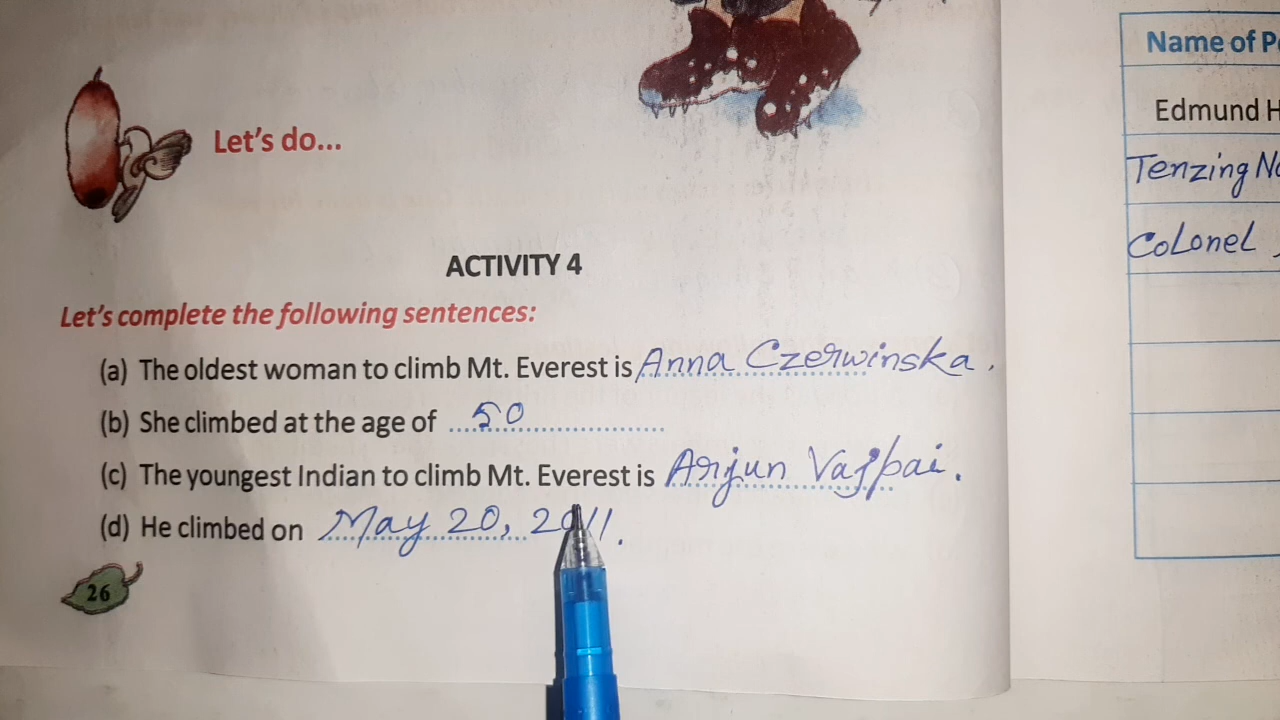 Let's do...
ACTIVITY 4
Let's complete the following sentences:
(a) The oldest woman to climb Mt. Everest is Anna Czerwinska.
(b) She climbed at the age of 50
(c) The youngest Indian to climb Mt. Everest is Arjun Vajpai.
(d) He climbed on May 20, 2011.
26
Name of
Edmund
Tenzing
Colonel